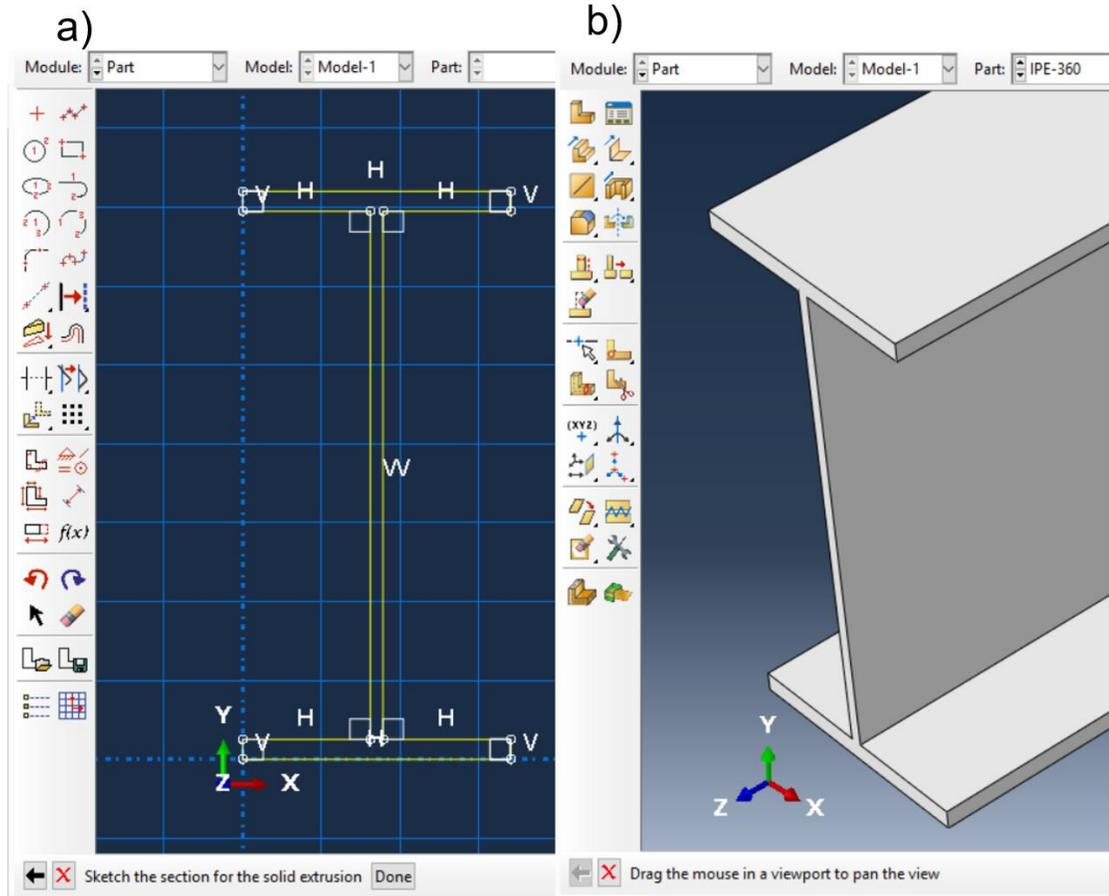 a)
Module: Part Model: Model-1 Part:
H
V H H V
W
H H
Y V H V
Z X
Sketch the section for the solid extrusion Done
b)
Module: Part Model: Model-1 Part: IPE-360
(XYZ)
f(x)
Y
Z X
Drag the mouse in a viewport to pan the view